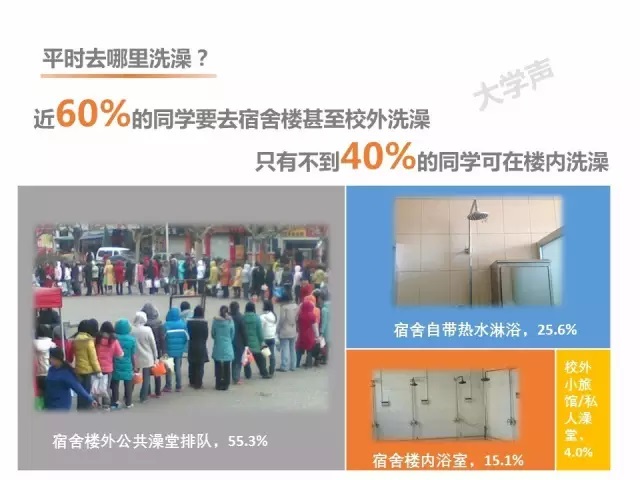 平时去哪里洗澡？
大学声
近60%的同学要去宿舍楼甚至校外洗澡
只有不到40%的同学可在楼内洗澡
宿舍楼外公共澡堂排队，55.3%
宿舍自带热水淋浴，25.6%
宿舍楼内浴室，15.1%
校外
小旅
馆/私
人澡
堂，
4.0%